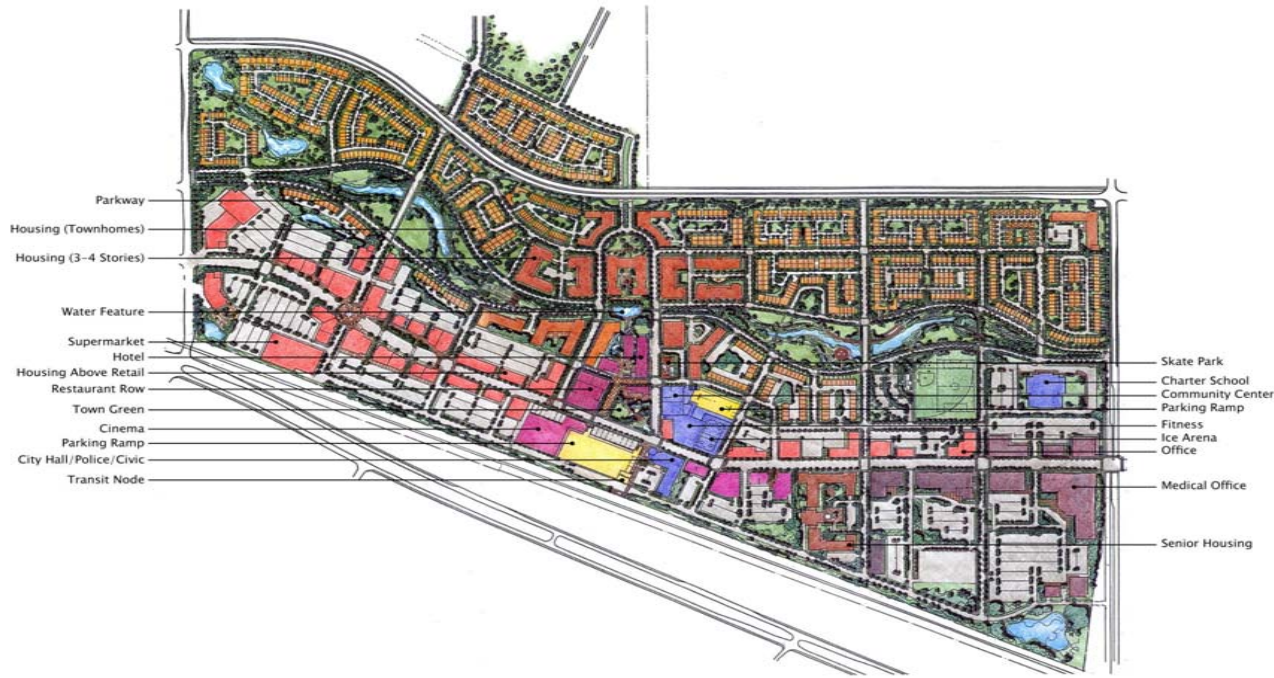 Parkway
Housing (Townhomes)
Housing (3-4 Stories)
Water Feature
Supermarket
Hotel
Housing Above Retail
Restaurant Row
Town Green
Cinema
Parking Ramp
City Hall/Police/Civic
Transit Node
Skate Park
Charter School
Community Center
Parking Ramp
Fitness
Ice Arena
Office
Medical Office
Senior Housing